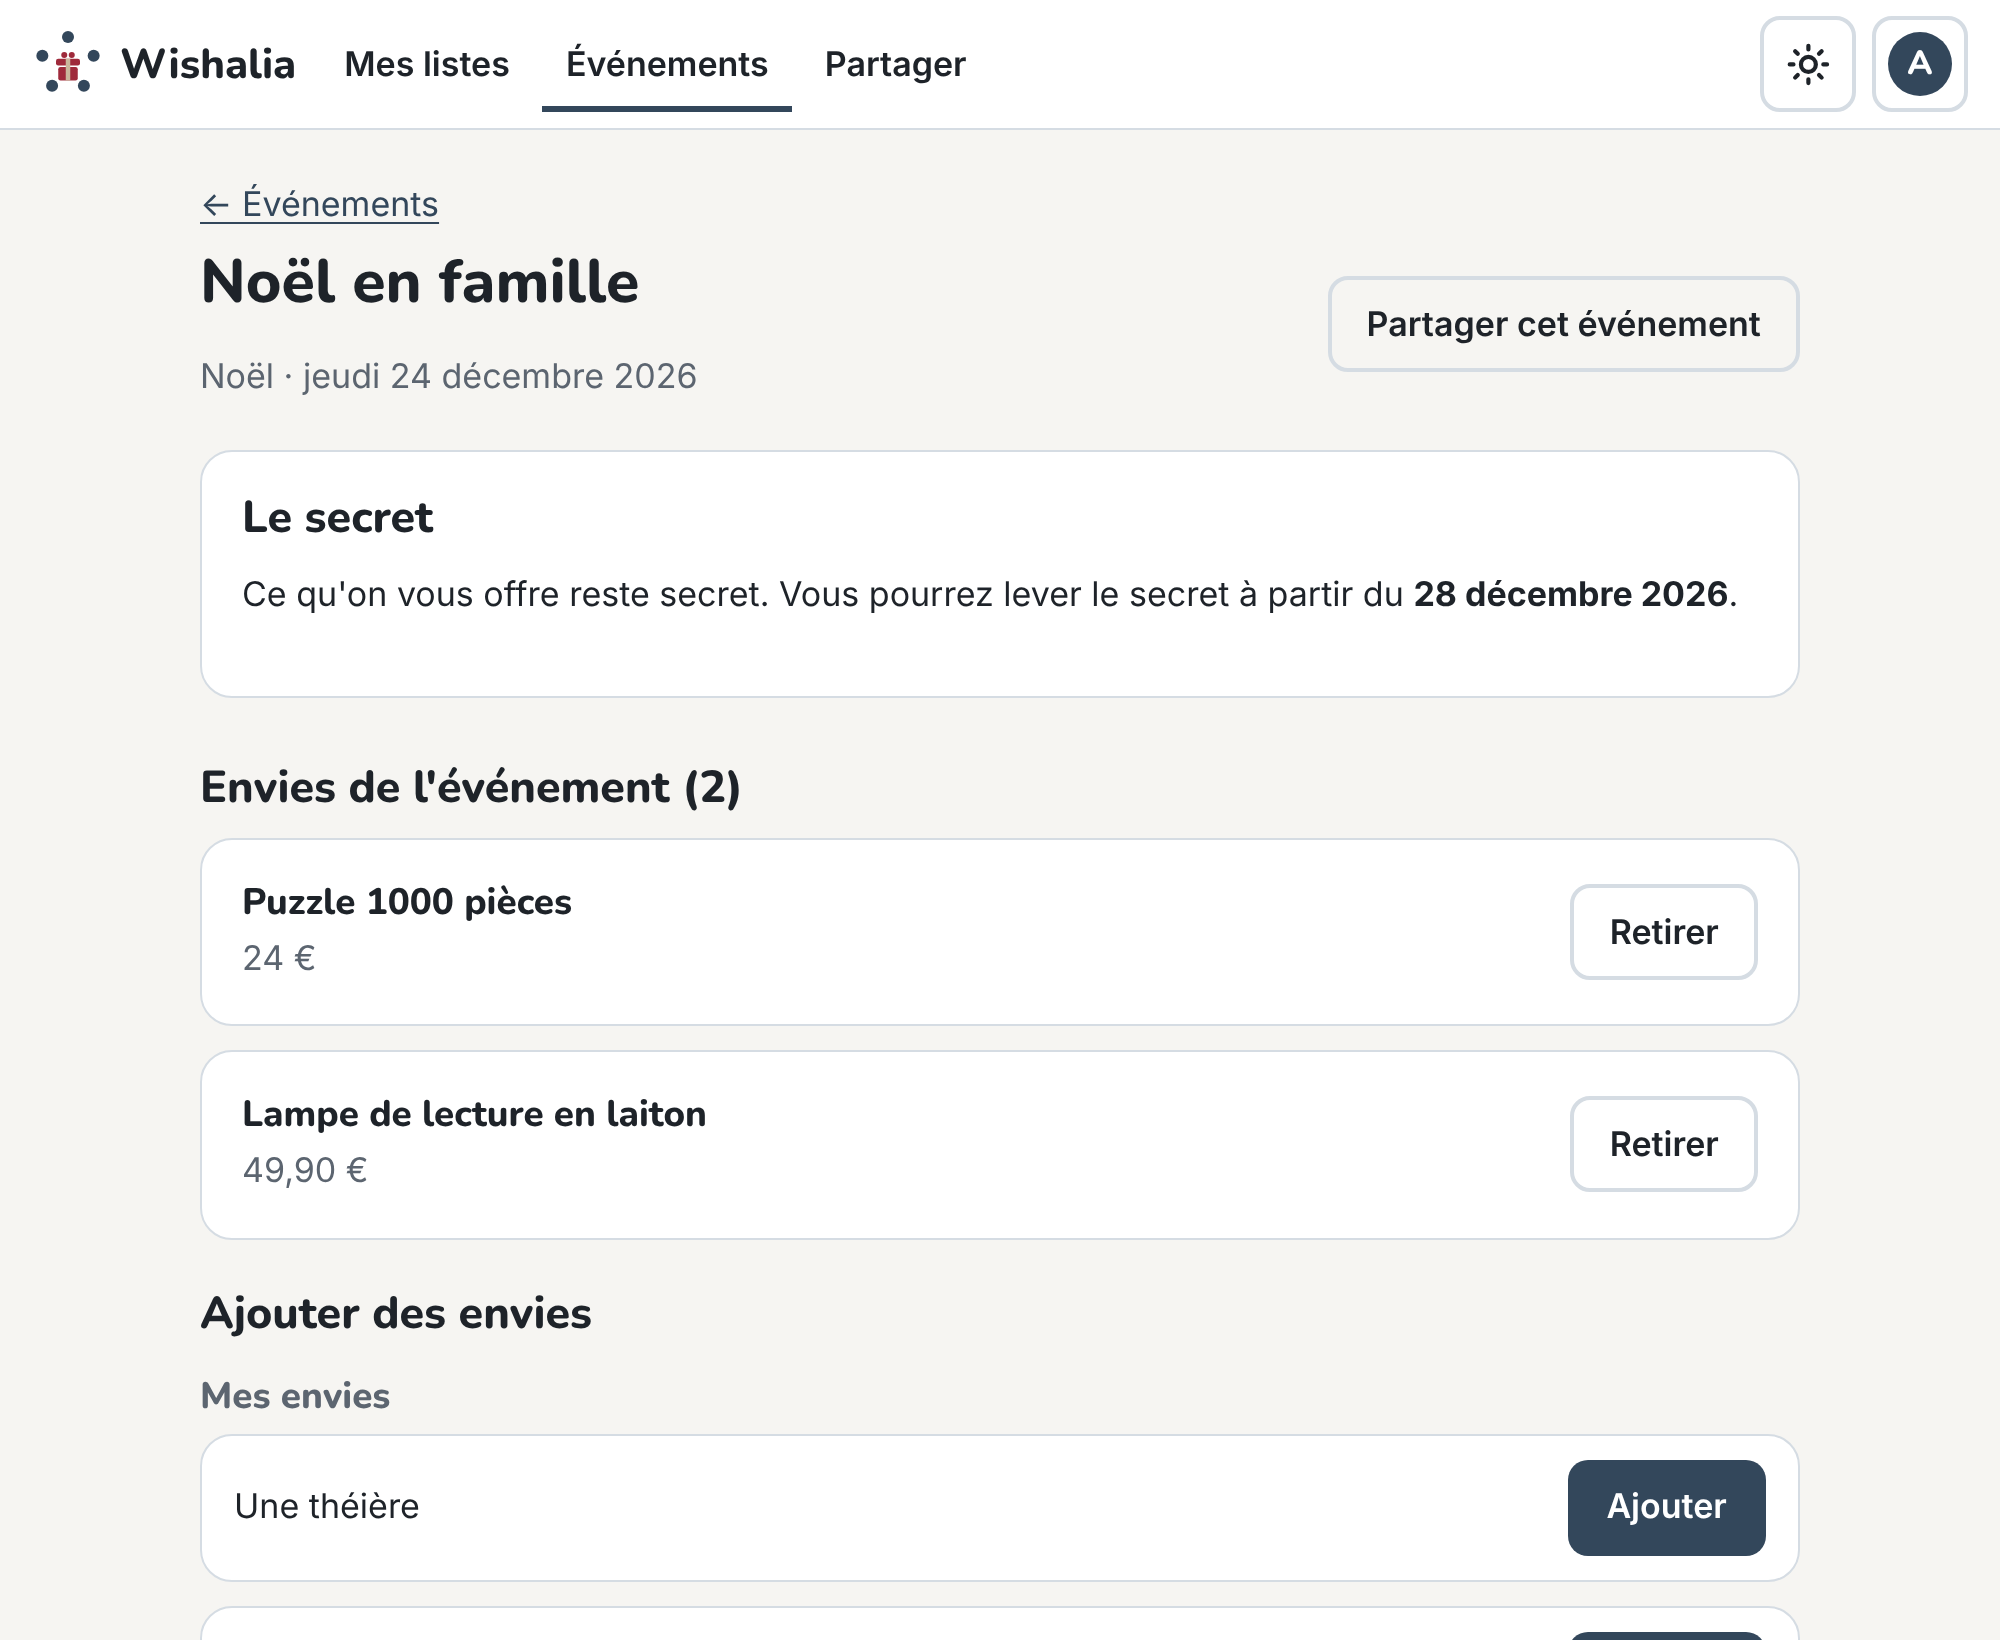 Wishalia
Mes listes
Événements
Partager
A
← Événements
Noël en famille
Partager cet événement
Noël · jeudi 24 décembre 2026
Le secret
Ce qu'on vous offre reste secret. Vous pourrez lever le secret à partir du 28 décembre 2026.
Envies de l'événement (2)
Puzzle 1000 pièces
24 €
Retirer
Lampe de lecture en laiton
49,90 €
Retirer
Ajouter des envies
Mes envies
Une théière
Ajouter